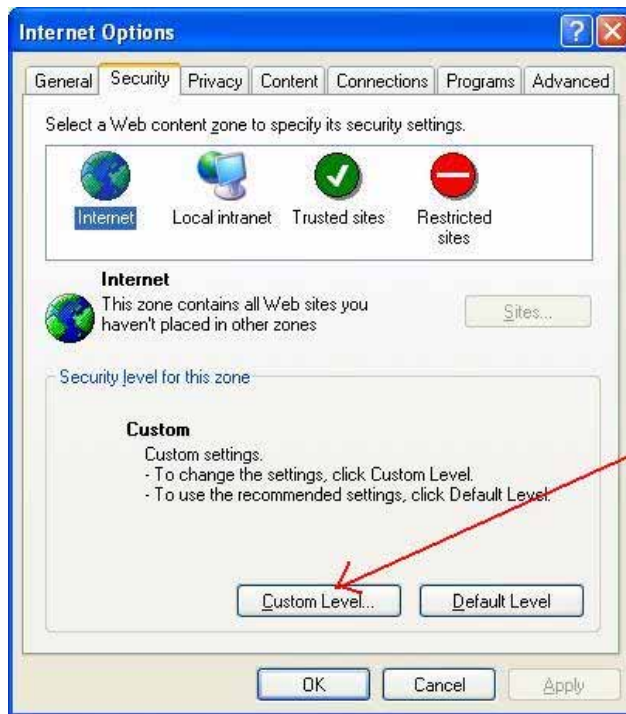 Internet Options
General Security Privacy Content Connections Programs Advanced
Select a Web content zone to specify its security settings.
Internet Local intranet Trusted sites Restricted
sites
Internet
This zone contains all Web sites you
haven't placed in other zones
Sites...
Security level for this zone
Custom
Custom settings.
- To change the settings, click Custom Level.
- To use the recommended settings, click Default Level.
Custom Level... Default Level
OK Cancel Apply